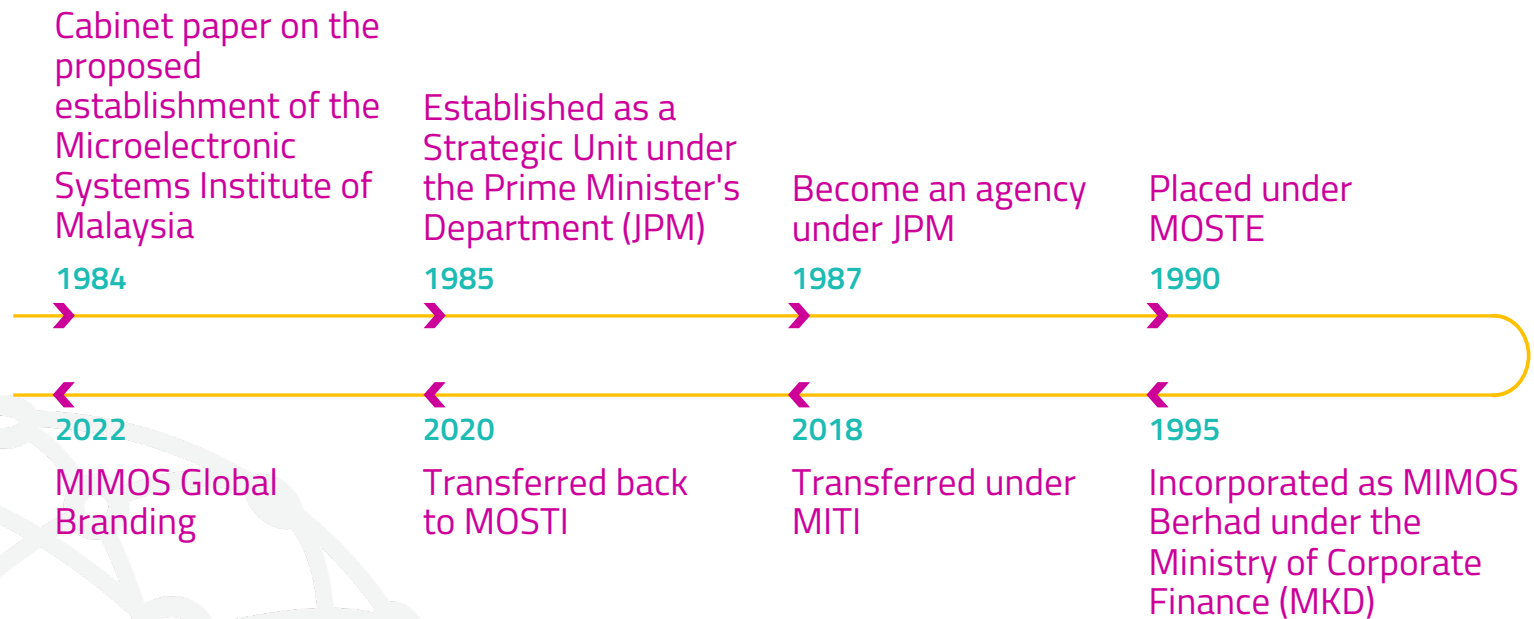 Cabinet paper on the
proposed
establishment of the
Microelectronic
Systems Institute of
Malaysia
1984
Established as a
Strategic Unit under
the Prime Minister's
Department (JPM)
1985
Become an agency
under JPM
1987
Placed under
MOSTE
1990
1995
Incorporated as MIMOS
Berhad under the
Ministry of Corporate
Finance (MKD)
2018
Transferred under
MITI
2020
Transferred back
to MOSTI
2022
MIMOS Global
Branding